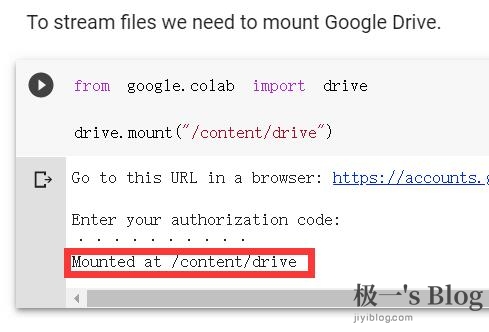 To stream files we need to mount Google Drive.
from google.colab import drive
drive.mount("/content/drive")
Go to this URL in a browser: https://accounts.g
Enter your authorization code:
··········
Mounted at /content/drive
极一's Blog
jiyiblog.com